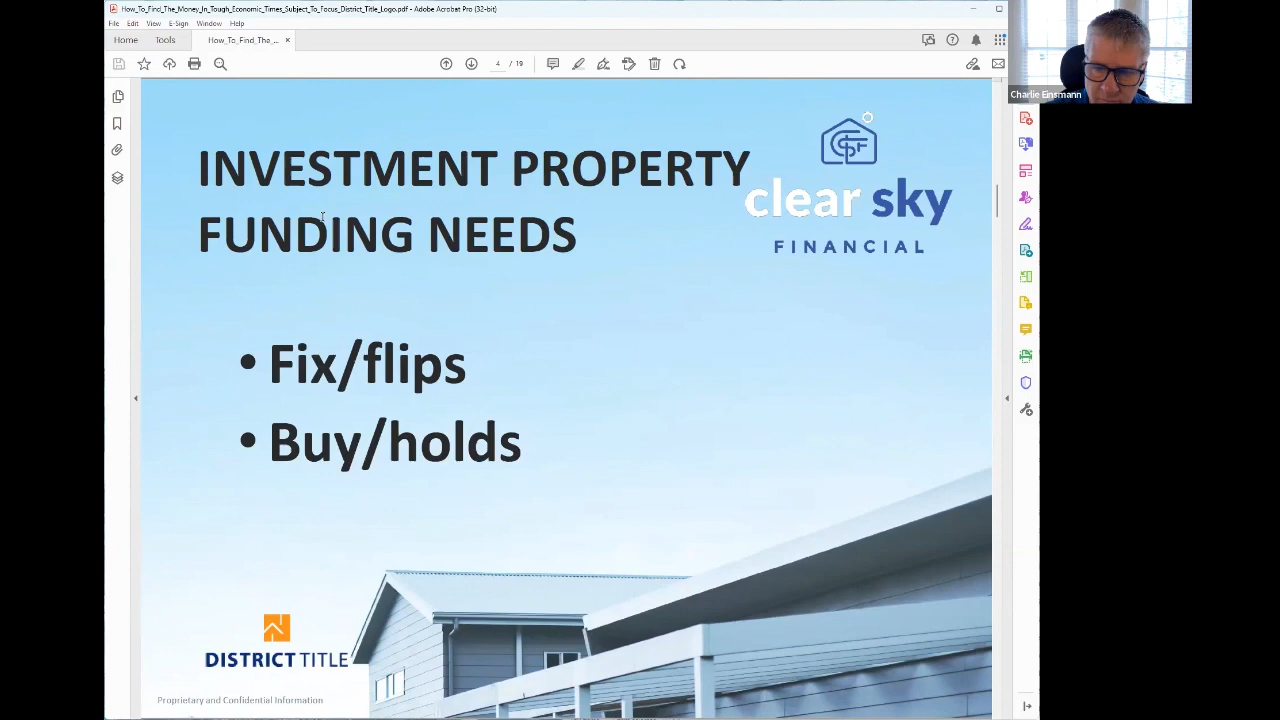 How_To_Find_The_Money_In_Tough_Economic_Times_Subject_To_Focus_District_Title_Logo.pdf - Adobe Acrobat Pro (32-bit)
File Edit View E-Sign Window Help
Home Tools How_To_Find_The_... ×
4 / 19
Charlie Einsmann
INVESTMENT PROPERTY
FUNDING NEEDS
clear sky
FINANCIAL
• Fix/flips
• Buy/holds
DISTRICT TITLE
Proprietary and Confidential Information